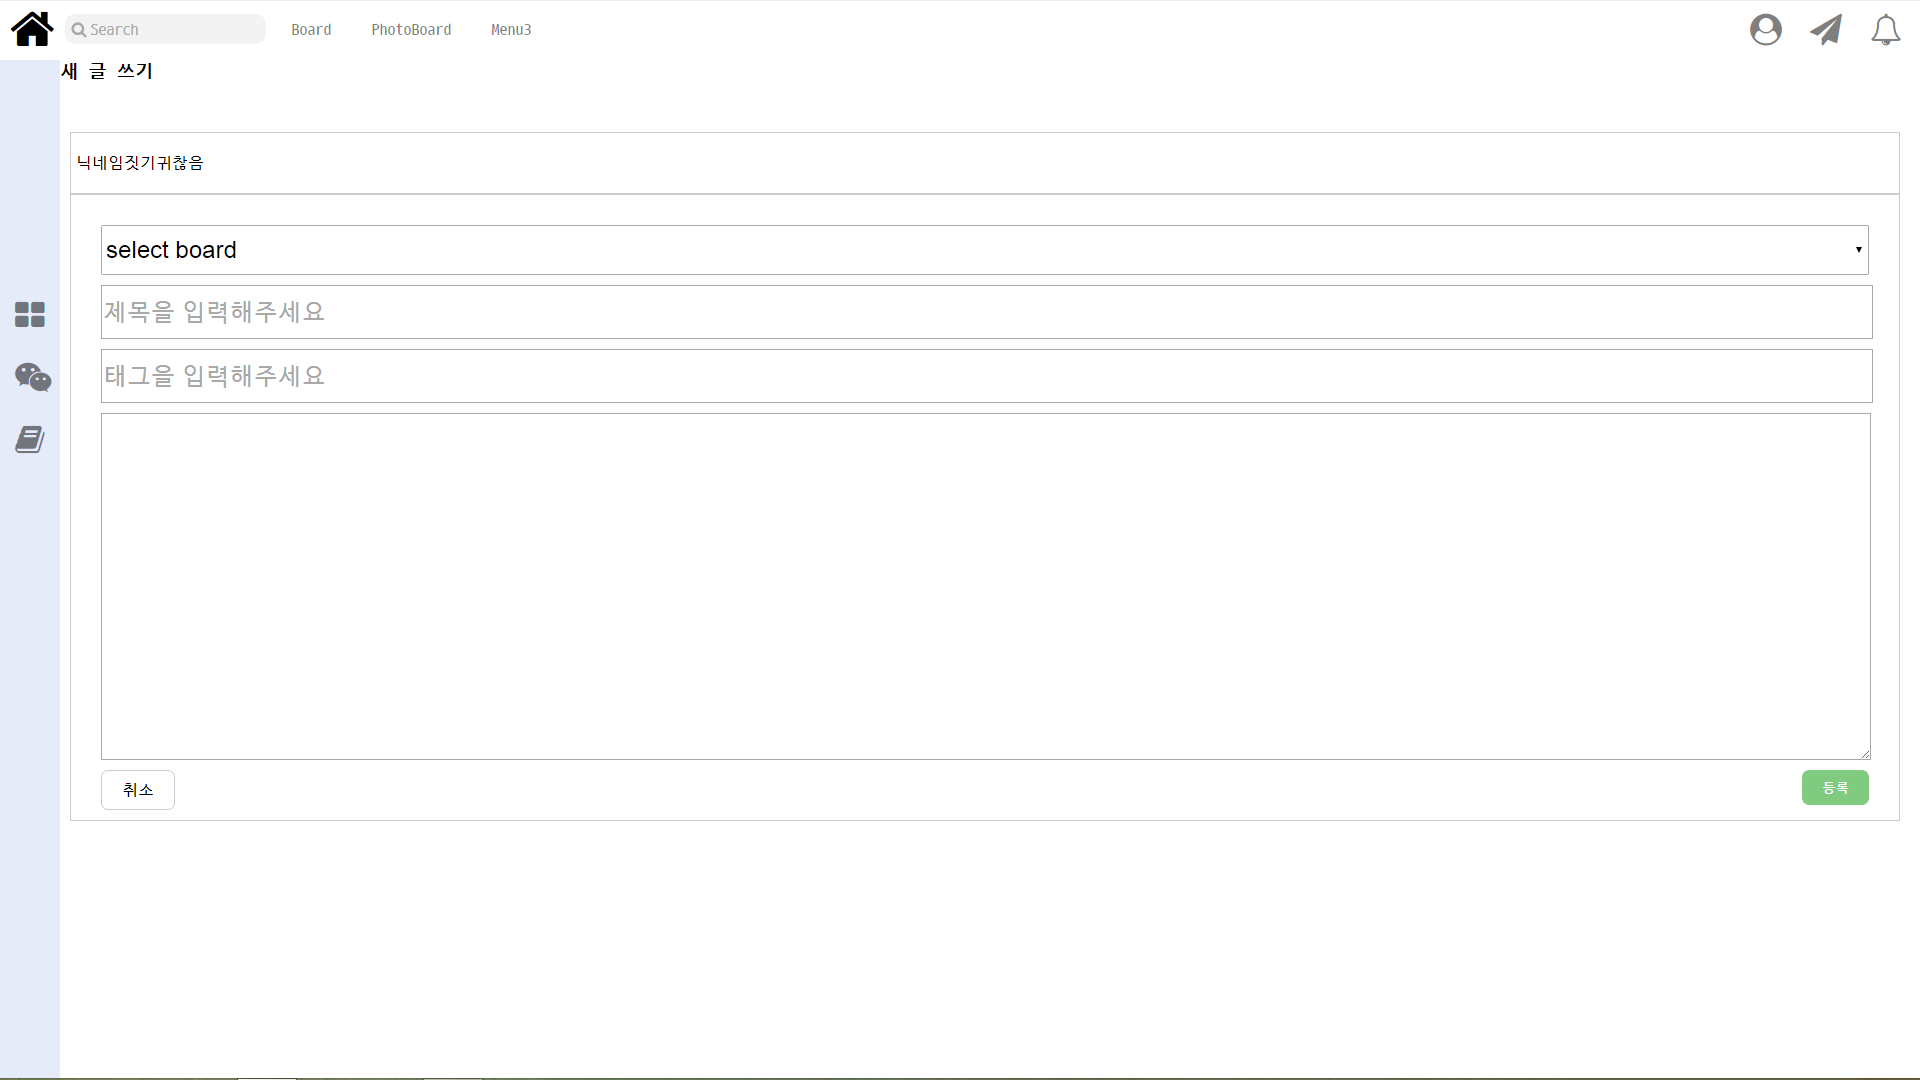 Search Board PhotoBoard Menu3
새 글 쓰기
닉네임짓기귀찮음
select board
제목을 입력해주세요
태그을 입력해주세요
취소 등록